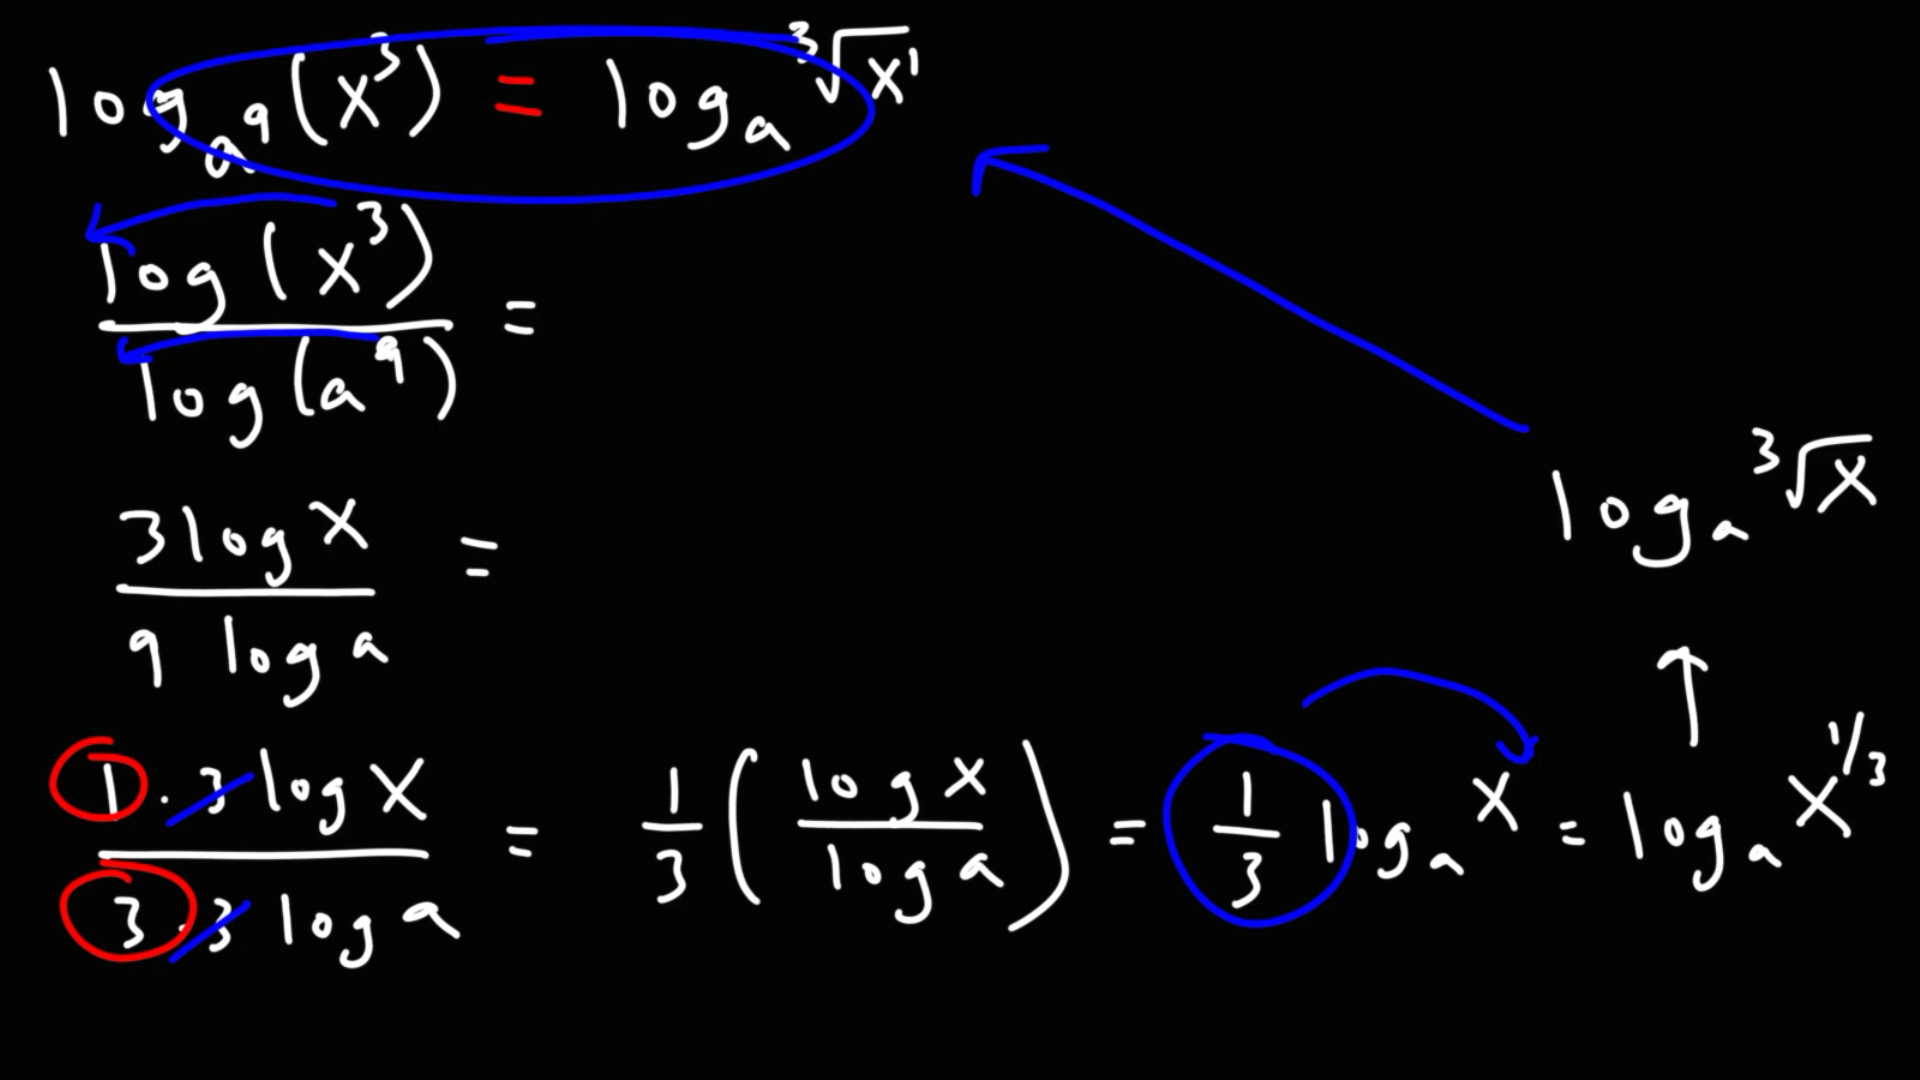 log_{a^9}(x^3) = log_a ∛x^1
log(x^3) / log(a^9) =
3 log x / 9 log a =
1 · 3 log x / 3 · 3 log a = 1/3 (log x / log a) = 1/3 log_a x = log_a x^{1/3}
↑
log_a ∛x